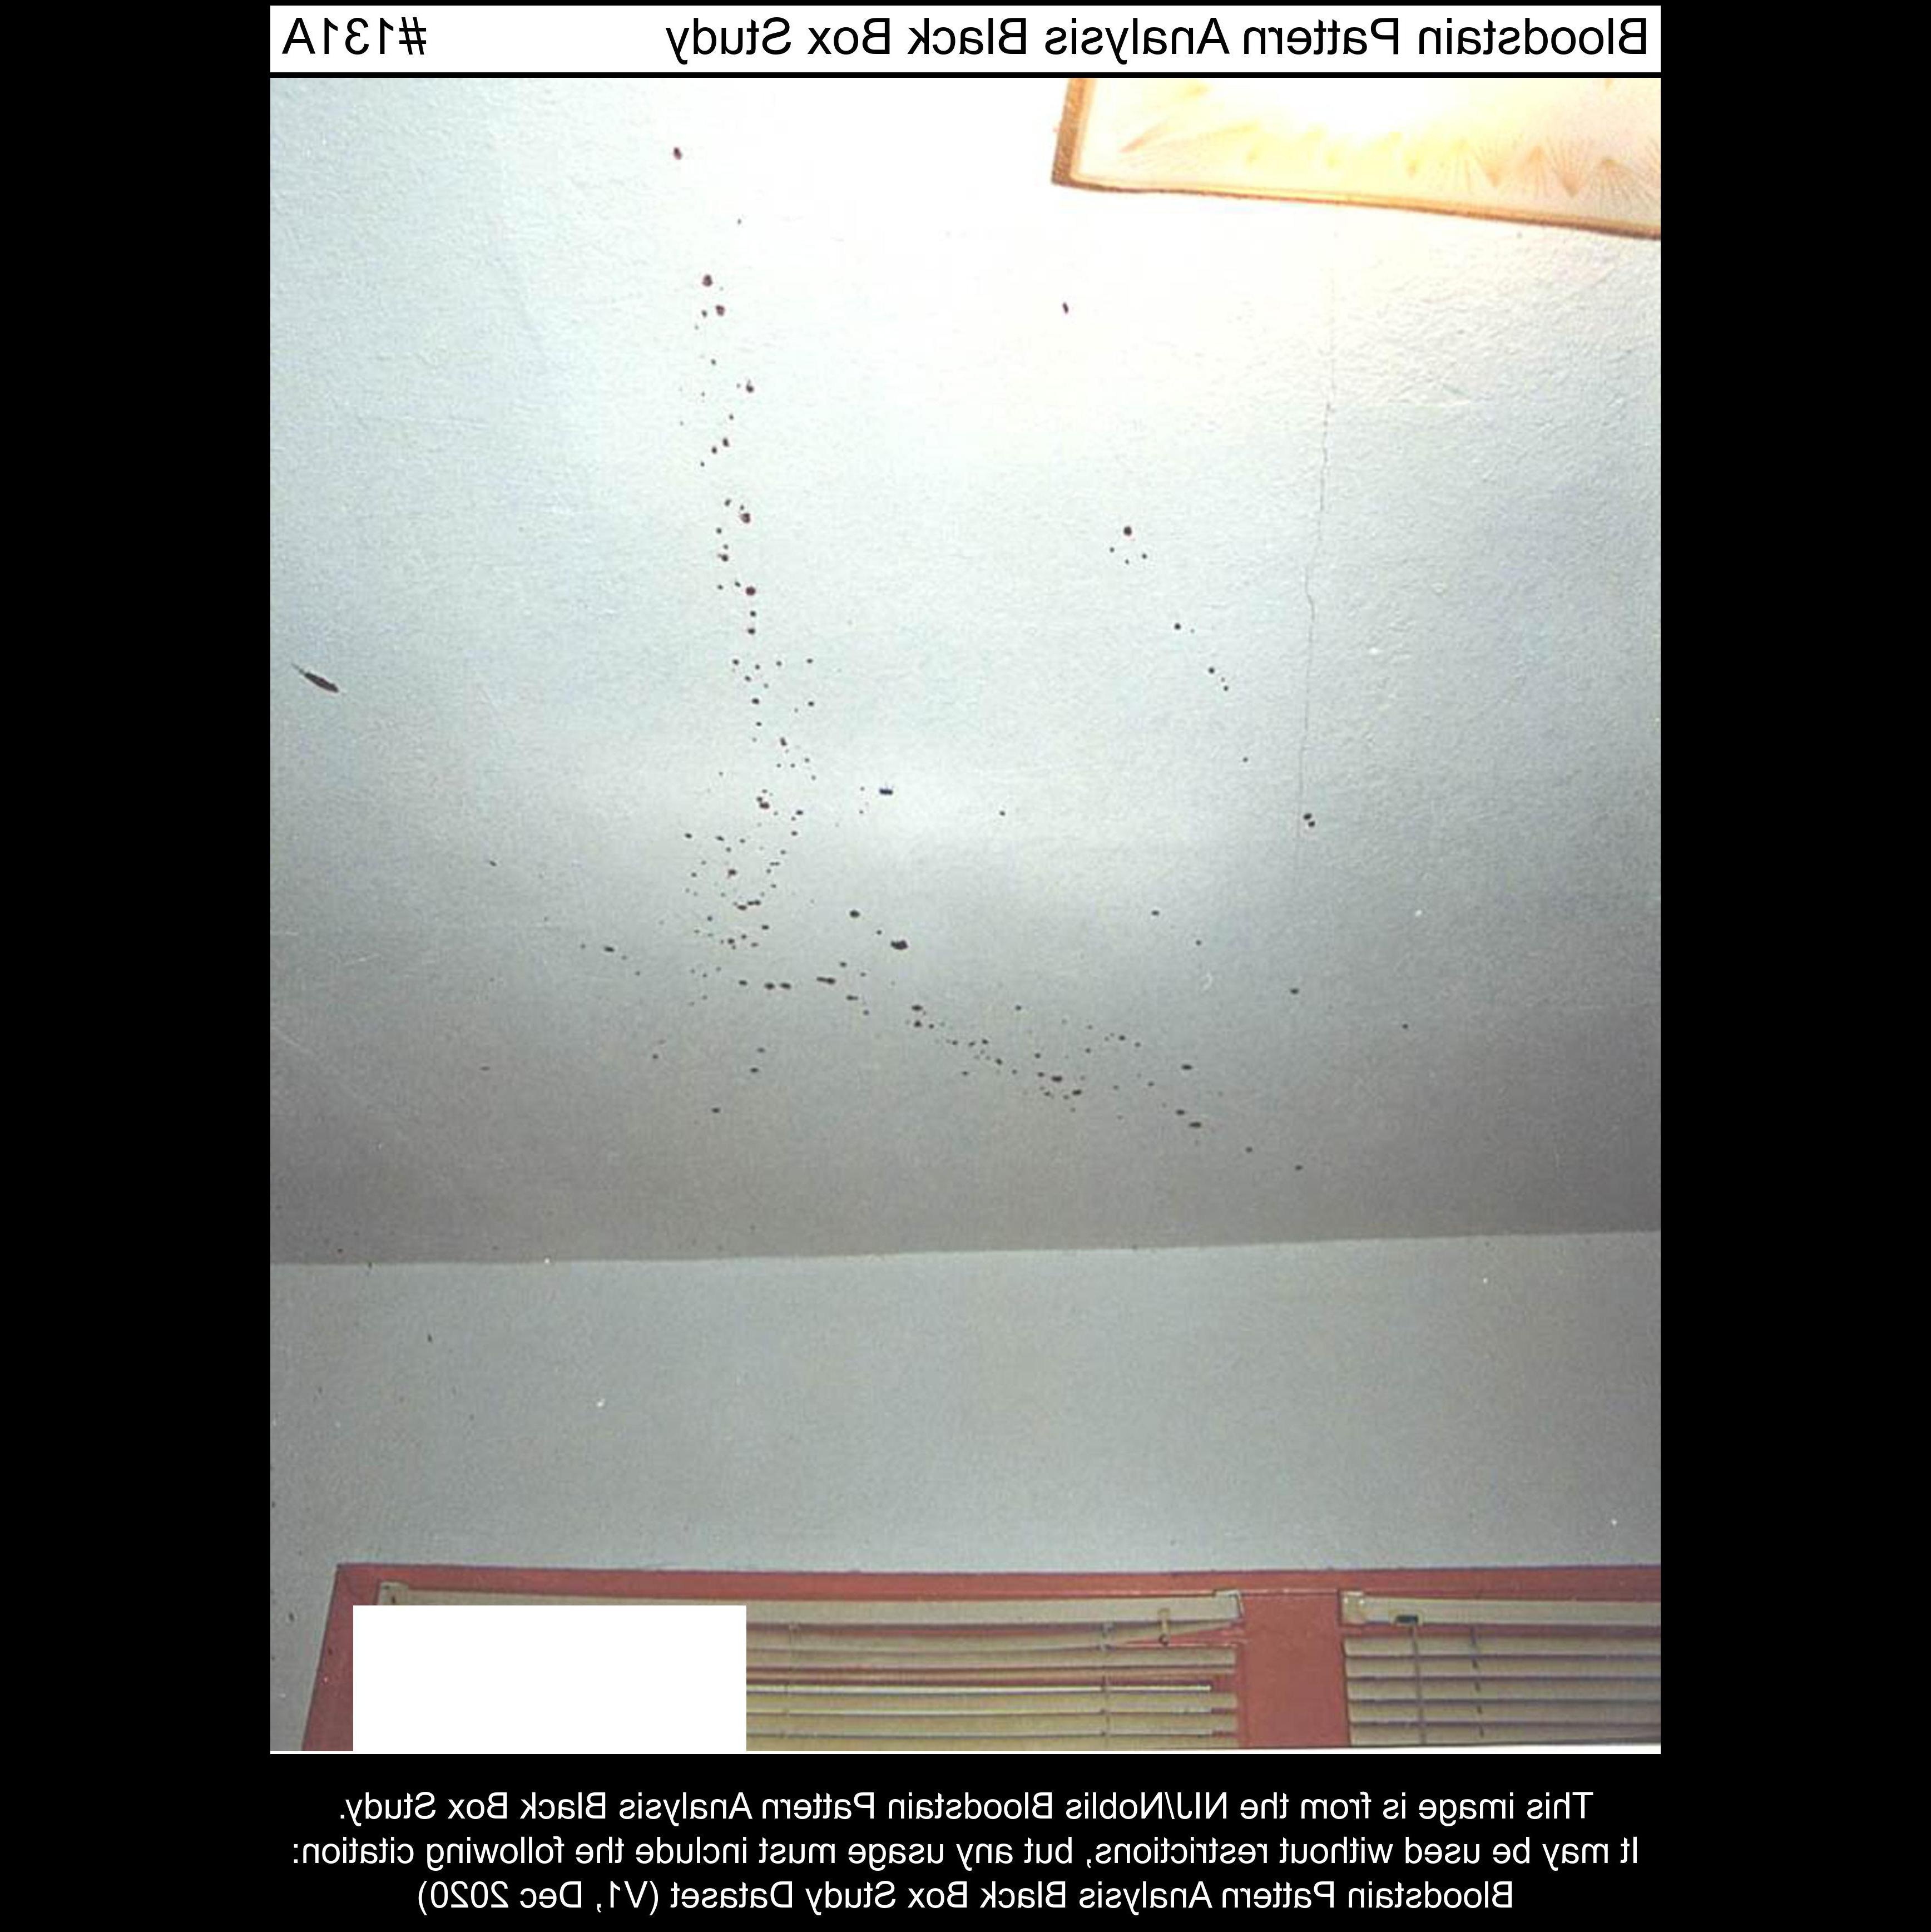 Bloodstain Pattern Analysis Black Box Study #131A
This image is from the NIJ/Noblis Bloodstain Pattern Analysis Black Box Study.
It may be used without restrictions, but any usage must include the following citation:
Bloodstain Pattern Analysis Black Box Study Dataset (V1, Dec 2020)